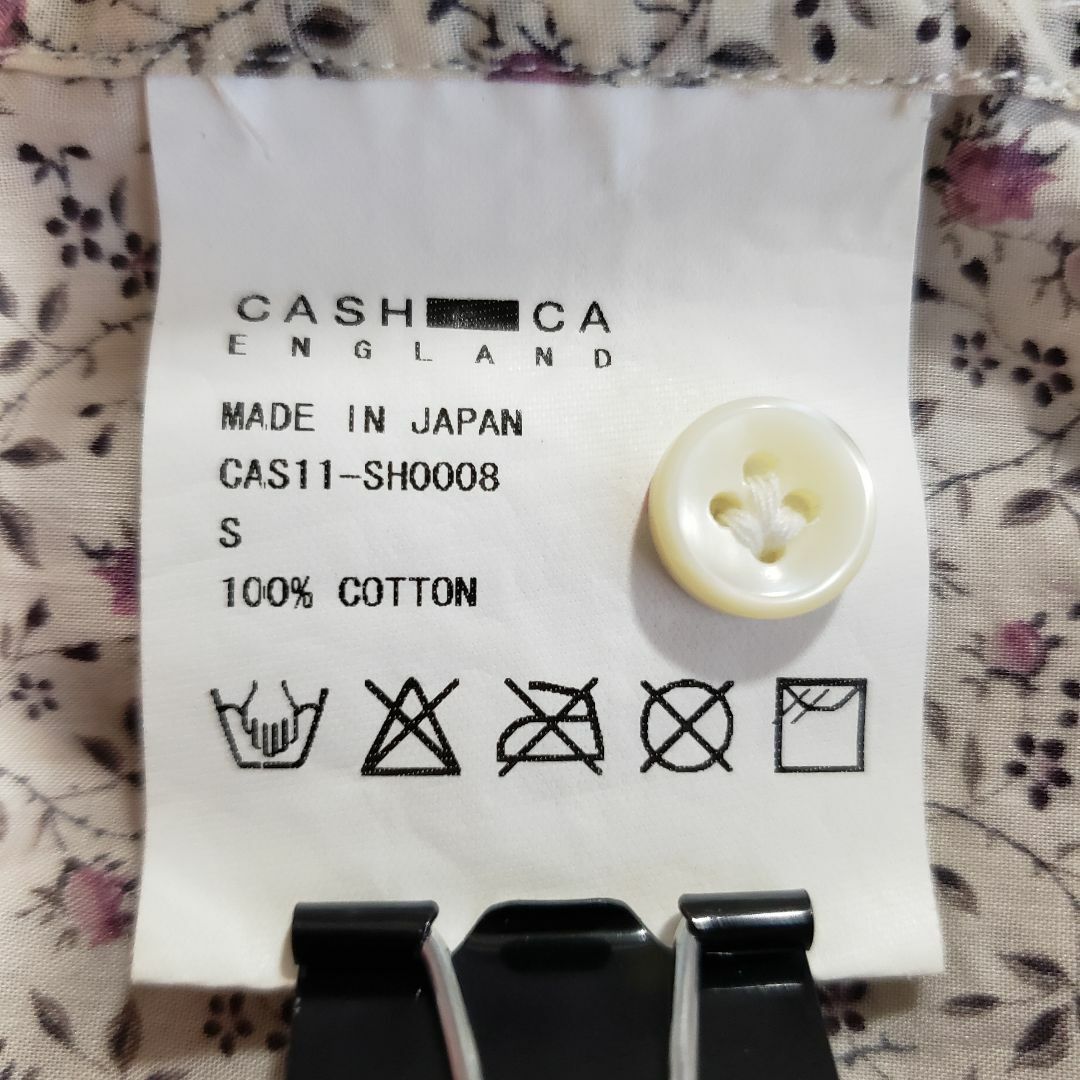 CASH CA
ENGLAND
MADE IN JAPAN
CAS11-SH0008
S
100% COTTON